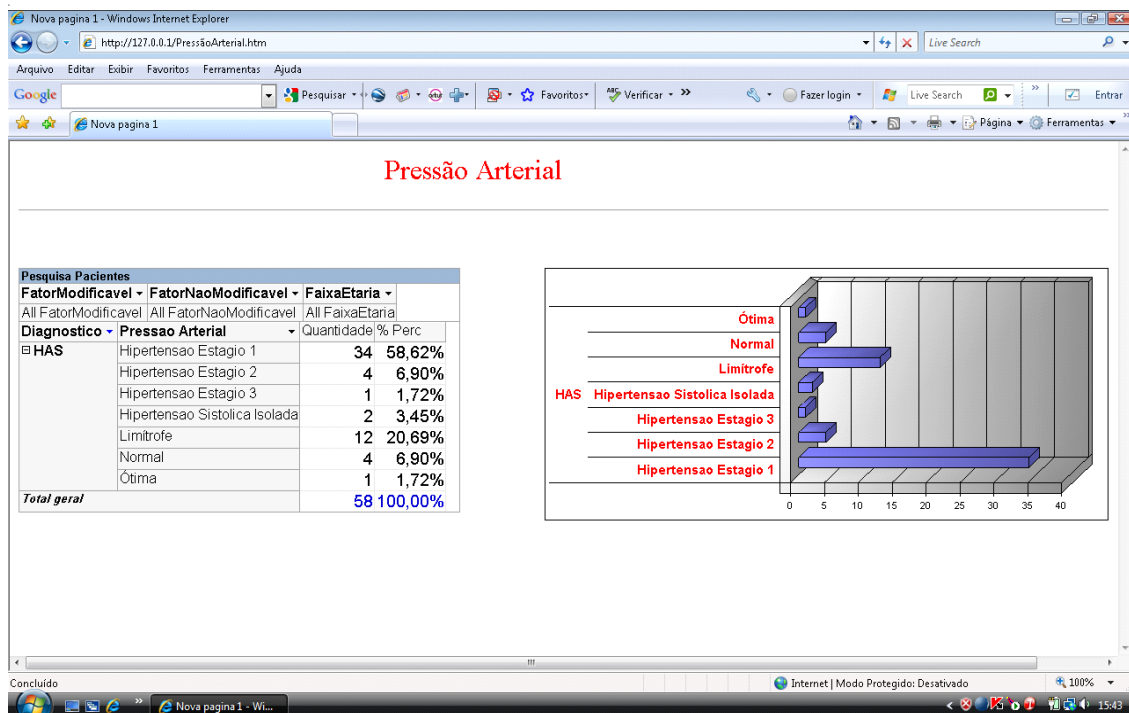 Nova pagina 1 - Windows Internet Explorer
http://127.0.0.1/PressãoArterial.htm
Live Search
Arquivo Editar Exibir Favoritos Ferramentas Ajuda
Google Pesquisar Favoritos Verificar Fazer login Live Search Entrar
Nova pagina 1 Página Ferramentas
Pressão Arterial
Pesquisa Pacientes
FatorModificavel FatorNaoModificavel FaixaEtaria
All FatorModificavel All FatorNaoModificavel All FaixaEtaria
Diagnostico Pressao Arterial Quantidade % Perc
HAS Hipertensao Estagio 1 34 58,62%
Hipertensao Estagio 2 4 6,90%
Hipertensao Estagio 3 1 1,72%
Hipertensao Sistolica Isolada 2 3,45%
Limítrofe 12 20,69%
Normal 4 6,90%
Ótima 1 1,72%
Total geral 58 100,00%
Ótima
Normal
Limítrofe
HAS Hipertensao Sistolica Isolada
Hipertensao Estagio 3
Hipertensao Estagio 2
Hipertensao Estagio 1
0 5 10 15 20 25 30 35 40
Concluído Internet | Modo Protegido: Desativado 100%
Nova pagina 1 - Wi... 15:43